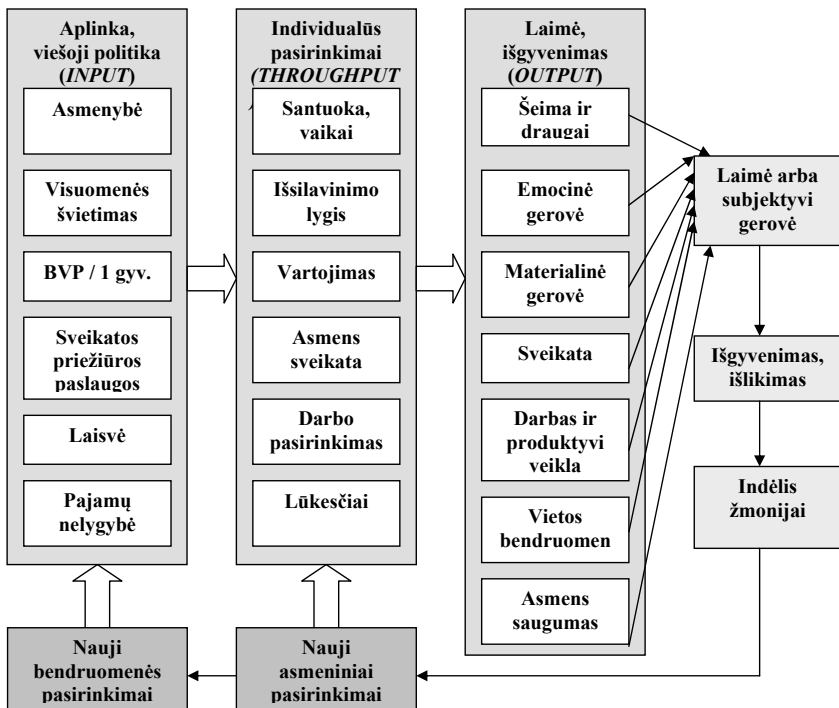 Aplinka,
viešoji politika
(INPUT)
Asmenybė
Visuomenės
švietimas
BVP / 1 gyv.
Sveikatos
priežiūros
paslaugos
Laisvė
Pajamų
nelygybė
Individualūs
pasirinkimai
(THROUGHPUT
Santuoka,
vaikai
Išsilavinimo
lygis
Vartojimas
Asmens
sveikata
Darbo
pasirinkimas
Lūkesčiai
Laimė,
išgyvenimas
(OUTPUT)
Šeima ir
draugai
Emocinė
gerovė
Materialinė
gerovė
Sveikata
Darbas ir
produktyvi
veikla
Vietos
bendruomen
Asmens
saugumas
Laimė arba
subjektyvi
gerovė
Išgyvenimas,
išlikimas
Indėlis
žmonijai
Nauji
bendruomenės
pasirinkimai
Nauji
asmeniniai
pasirinkimai